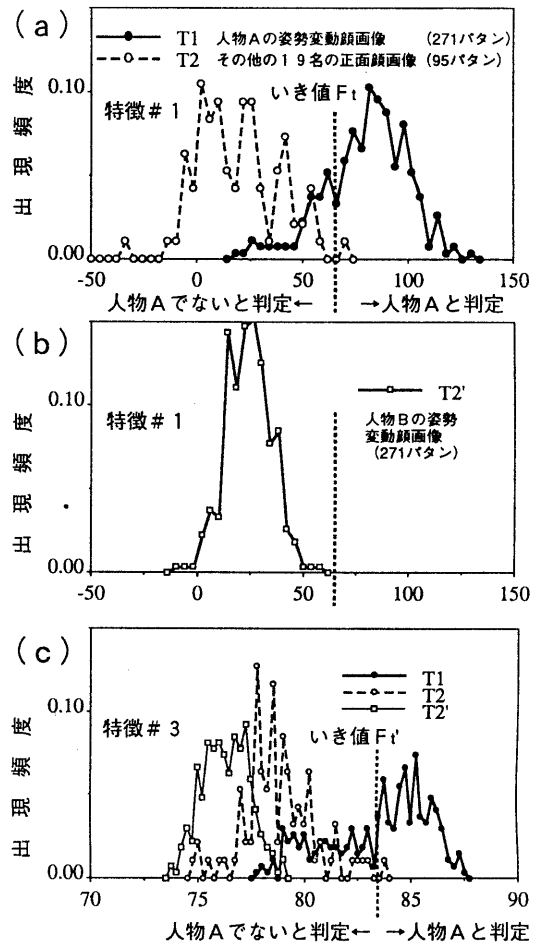 (a)
T1 人物Aの姿勢変動顔画像 (271パタン)
T2 その他の19名の正面顔画像 (95パタン)
いき値Ft
特徴#1
出現頻度
0.10
0.00
-50 0 50 100 150
人物Aでないと判定← →人物Aと判定
(b)
T2'
人物Bの姿勢
変動顔画像
(271パタン)
特徴#1
出現頻度
0.10
0.00
-50 0 50 100 150
(c)
T1
T2
T2'
いき値Ft'
特徴#3
出現頻度
0.10
0.00
70 75 80 85 90
人物Aでないと判定← →人物Aと判定